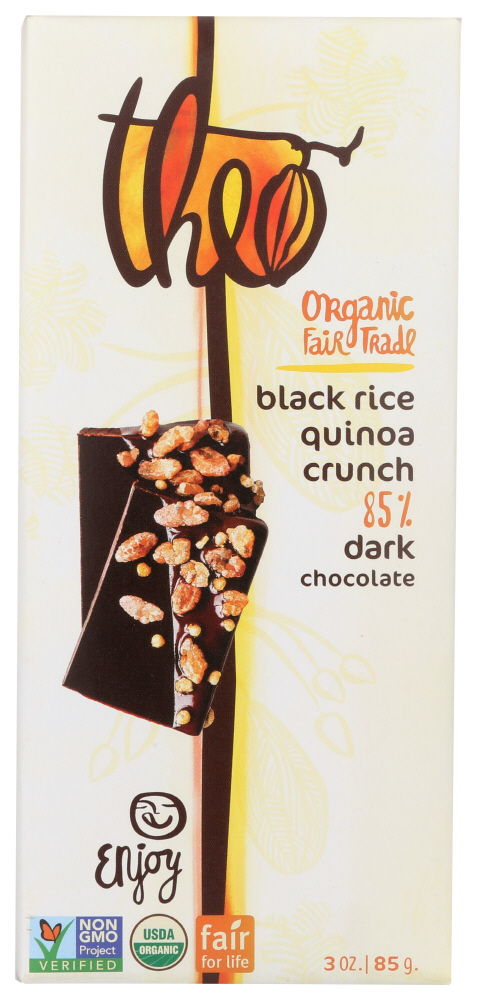 theo
Organic
Fair Trade
black rice
quinoa
crunch
85%
dark
chocolate
Enjoy
NON
GMO
Project
VERIFIED
USDA
ORGANIC
fair
for life
3 oz. | 85 g.